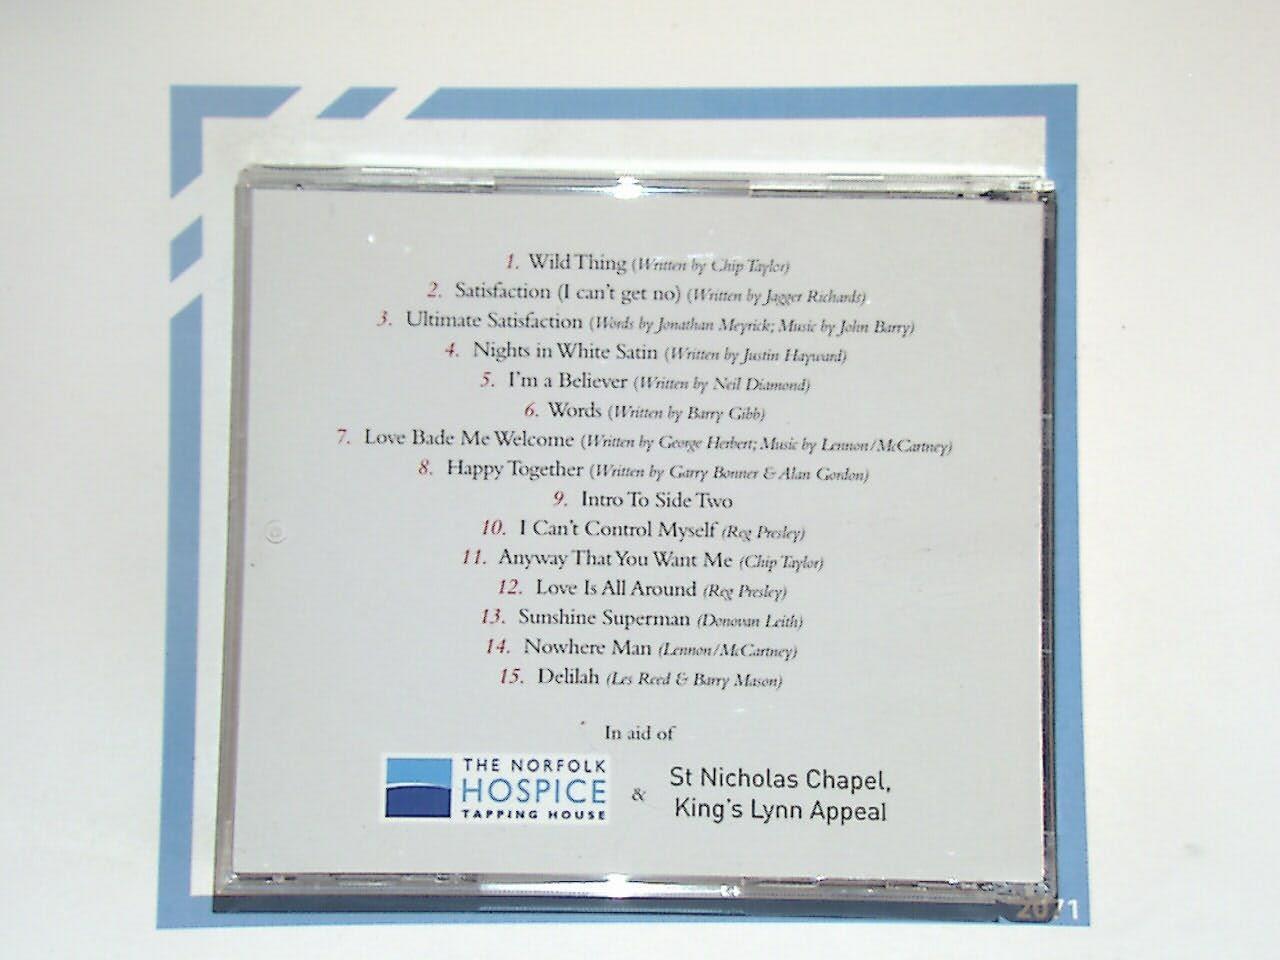 1. Wild Thing (Written by Chip Taylor)
2. Satisfaction (I can't get no) (Written by Jagger Richards)
3. Ultimate Satisfaction (Words by Jonathan Meyrick; Music by John Barry)
4. Nights in White Satin (Written by Justin Hayward)
5. I'm a Believer (Written by Neil Diamond)
6. Words (Written by Barry Gibb)
7. Love Bade Me Welcome (Written by George Herbert; Music by Lennon/McCartney)
8. Happy Together (Written by Garry Bonner & Alan Gordon)
9. Intro To Side Two
10. I Can't Control Myself (Reg Presley)
11. Anyway That You Want Me (Chip Taylor)
12. Love Is All Around (Reg Presley)
13. Sunshine Superman (Donovan Leith)
14. Nowhere Man (Lennon/McCartney)
15. Delilah (Les Reed & Barry Mason)
In aid of
THE NORFOLK
HOSPICE
TAPPING HOUSE
&
St Nicholas Chapel,
King's Lynn Appeal